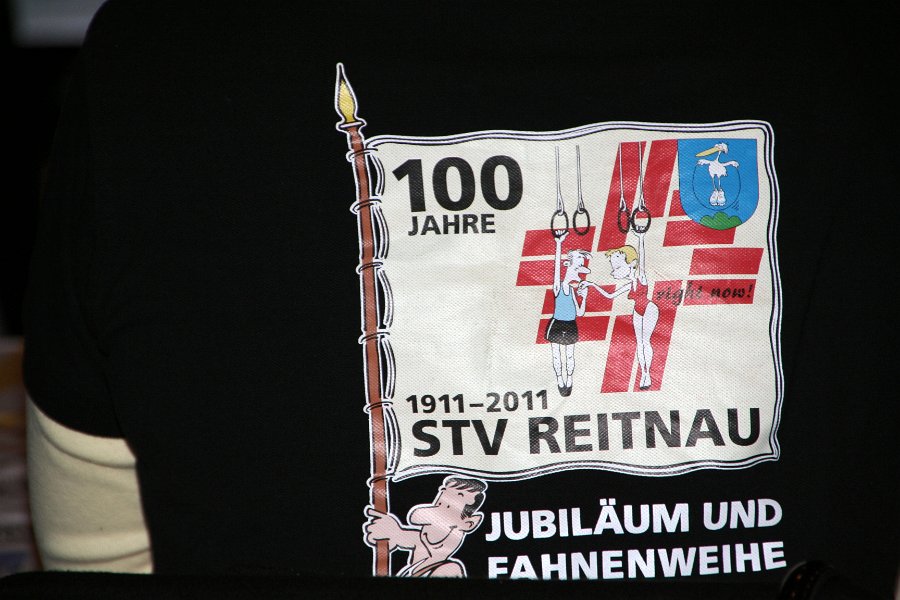 100
JAHRE
right now!
1911–2011
STV REITNAU
JUBILÄUM UND
FAHNENWEIHE